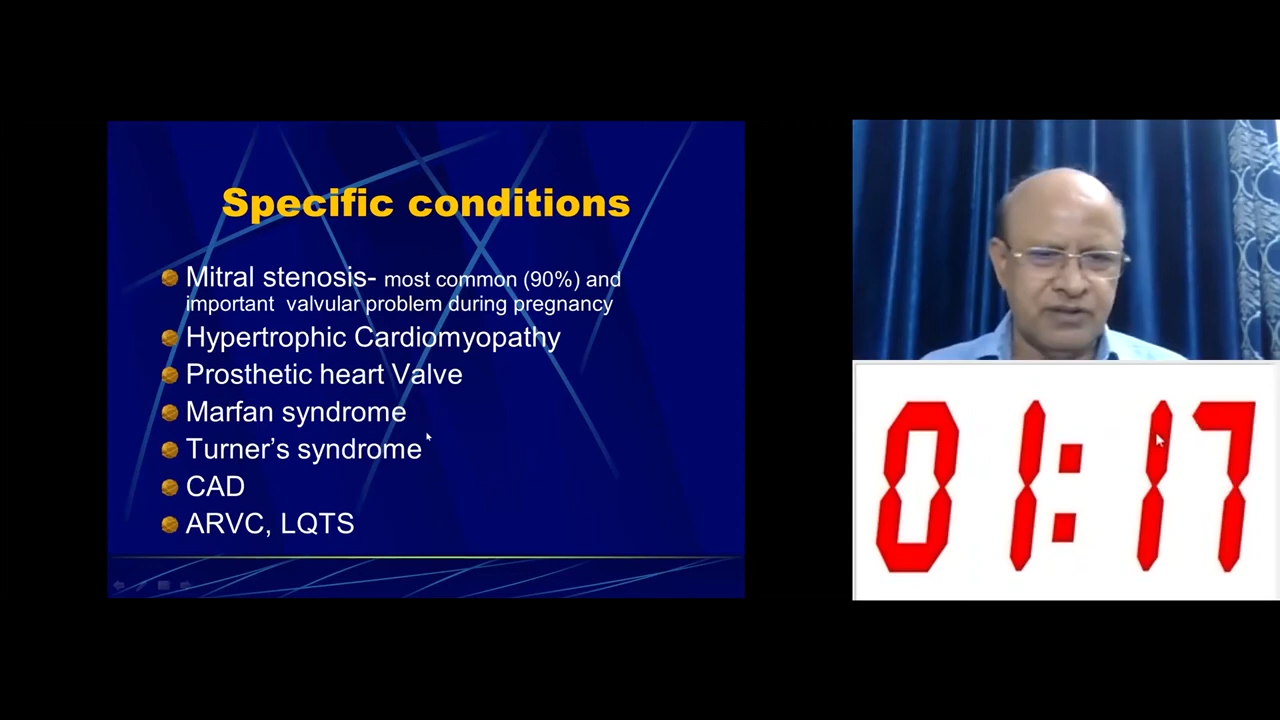 Specific conditions
Mitral stenosis- most common (90%) and
important valvular problem during pregnancy
Hypertrophic Cardiomyopathy
Prosthetic heart Valve
Marfan syndrome
Turner’s syndrome
CAD
ARVC, LQTS
01:17